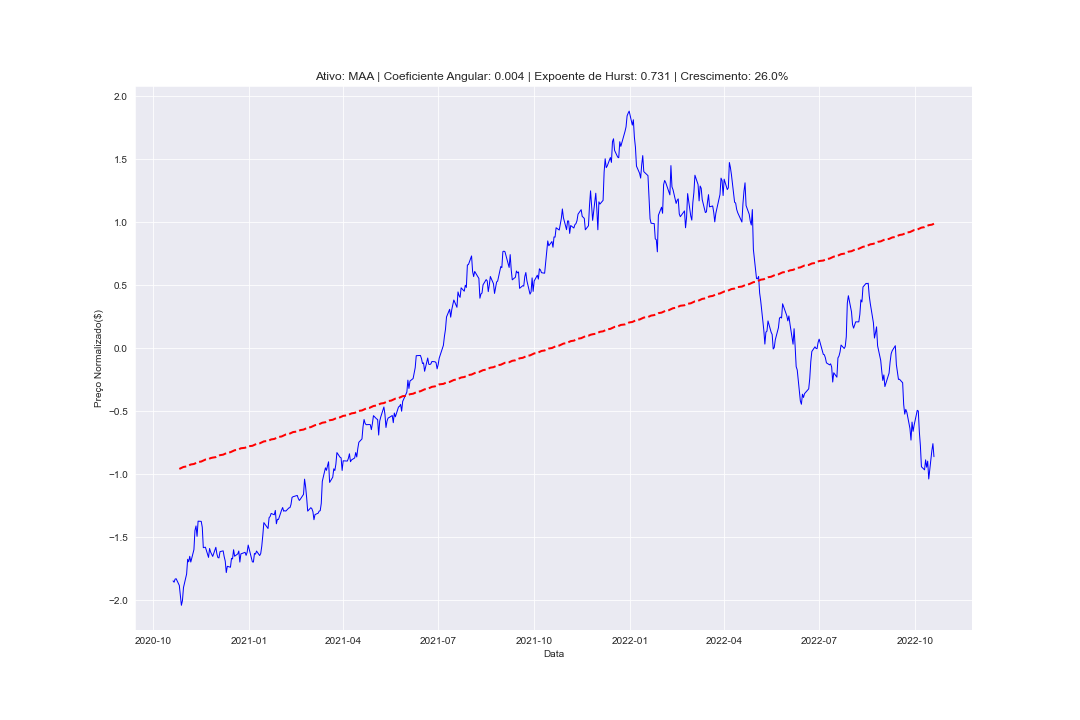 Ativo: MAA | Coeficiente Angular: 0.004 | Expoente de Hurst: 0.731 | Crescimento: 26.0%
2.0
1.5
1.0
0.5
0.0
−0.5
−1.0
−1.5
−2.0
Preço Normalizado($)
2020-10 2021-01 2021-04 2021-07 2021-10 2022-01 2022-04 2022-07 2022-10
Data